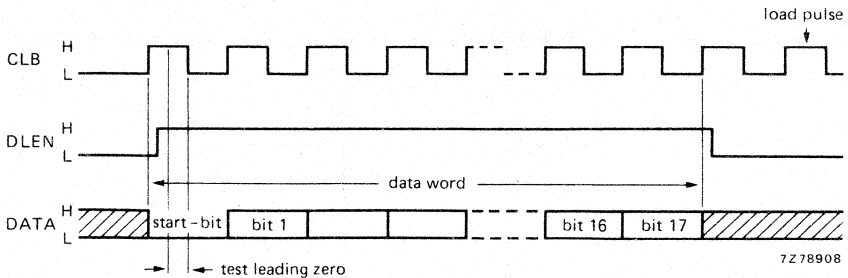 load pulse
CLB H
L
DLEN H
L
data word
DATA H
L
start-bit bit 1 bit 16 bit 17
7Z78908
test leading zero